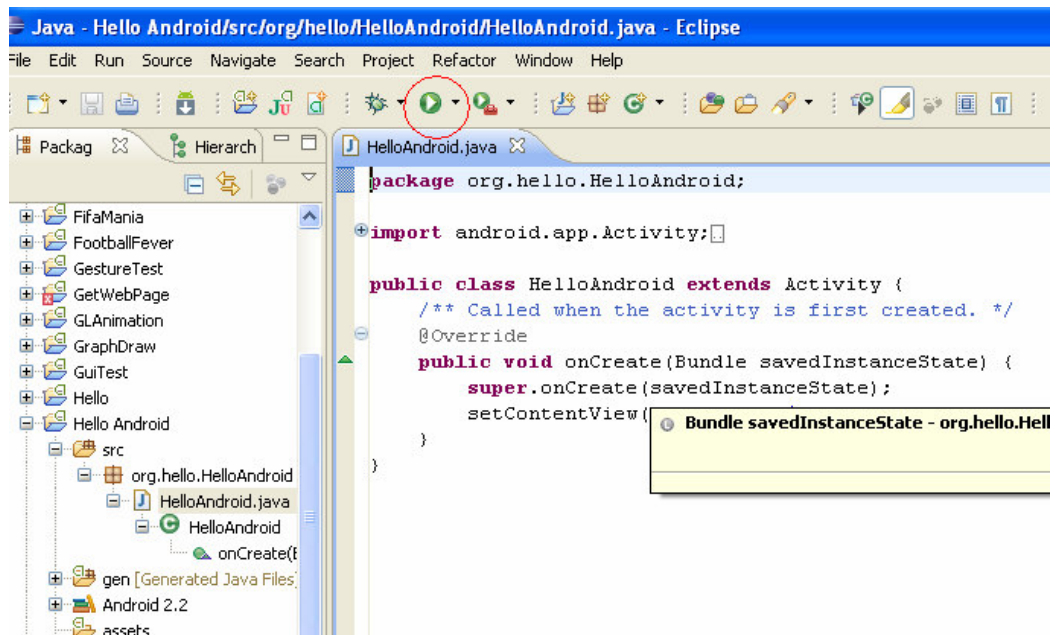 Java - Hello Android/src/org/hello/HelloAndroid/HelloAndroid.java - Eclipse
File Edit Run Source Navigate Search Project Refactor Window Help
Packag
Hierarch
HelloAndroid.java
FifaMania
FootballFever
GestureTest
GetWebPage
GLAnimation
GraphDraw
GuiTest
Hello
Hello Android
src
org.hello.HelloAndroid
HelloAndroid.java
HelloAndroid
onCreate(
gen [Generated Java Files]
Android 2.2
assets
package org.hello.HelloAndroid;
import android.app.Activity;
public class HelloAndroid extends Activity {
/** Called when the activity is first created. */
@Override
public void onCreate(Bundle savedInstanceState) {
super.onCreate(savedInstanceState);
setContentView(
}
}
Bundle savedInstanceState - org.hello.Hell